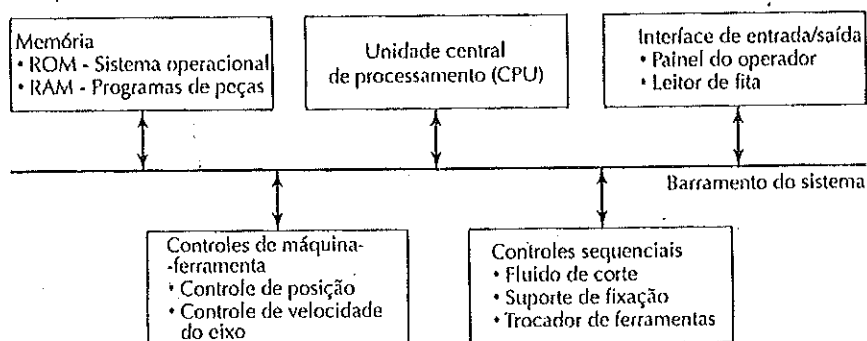 Memória
• ROM - Sistema operacional
• RAM - Programas de peças
Unidade central
de processamento (CPU)
Interface de entrada/saída
• Painel do operador
• Leitor de fita
Barramento do sistema
Controles de máquina-
-ferramenta
• Controle de posição
• Controle de velocidade
do eixo
Controles sequenciais
• Fluido de corte
• Suporte de fixação
• Trocador de ferramentas